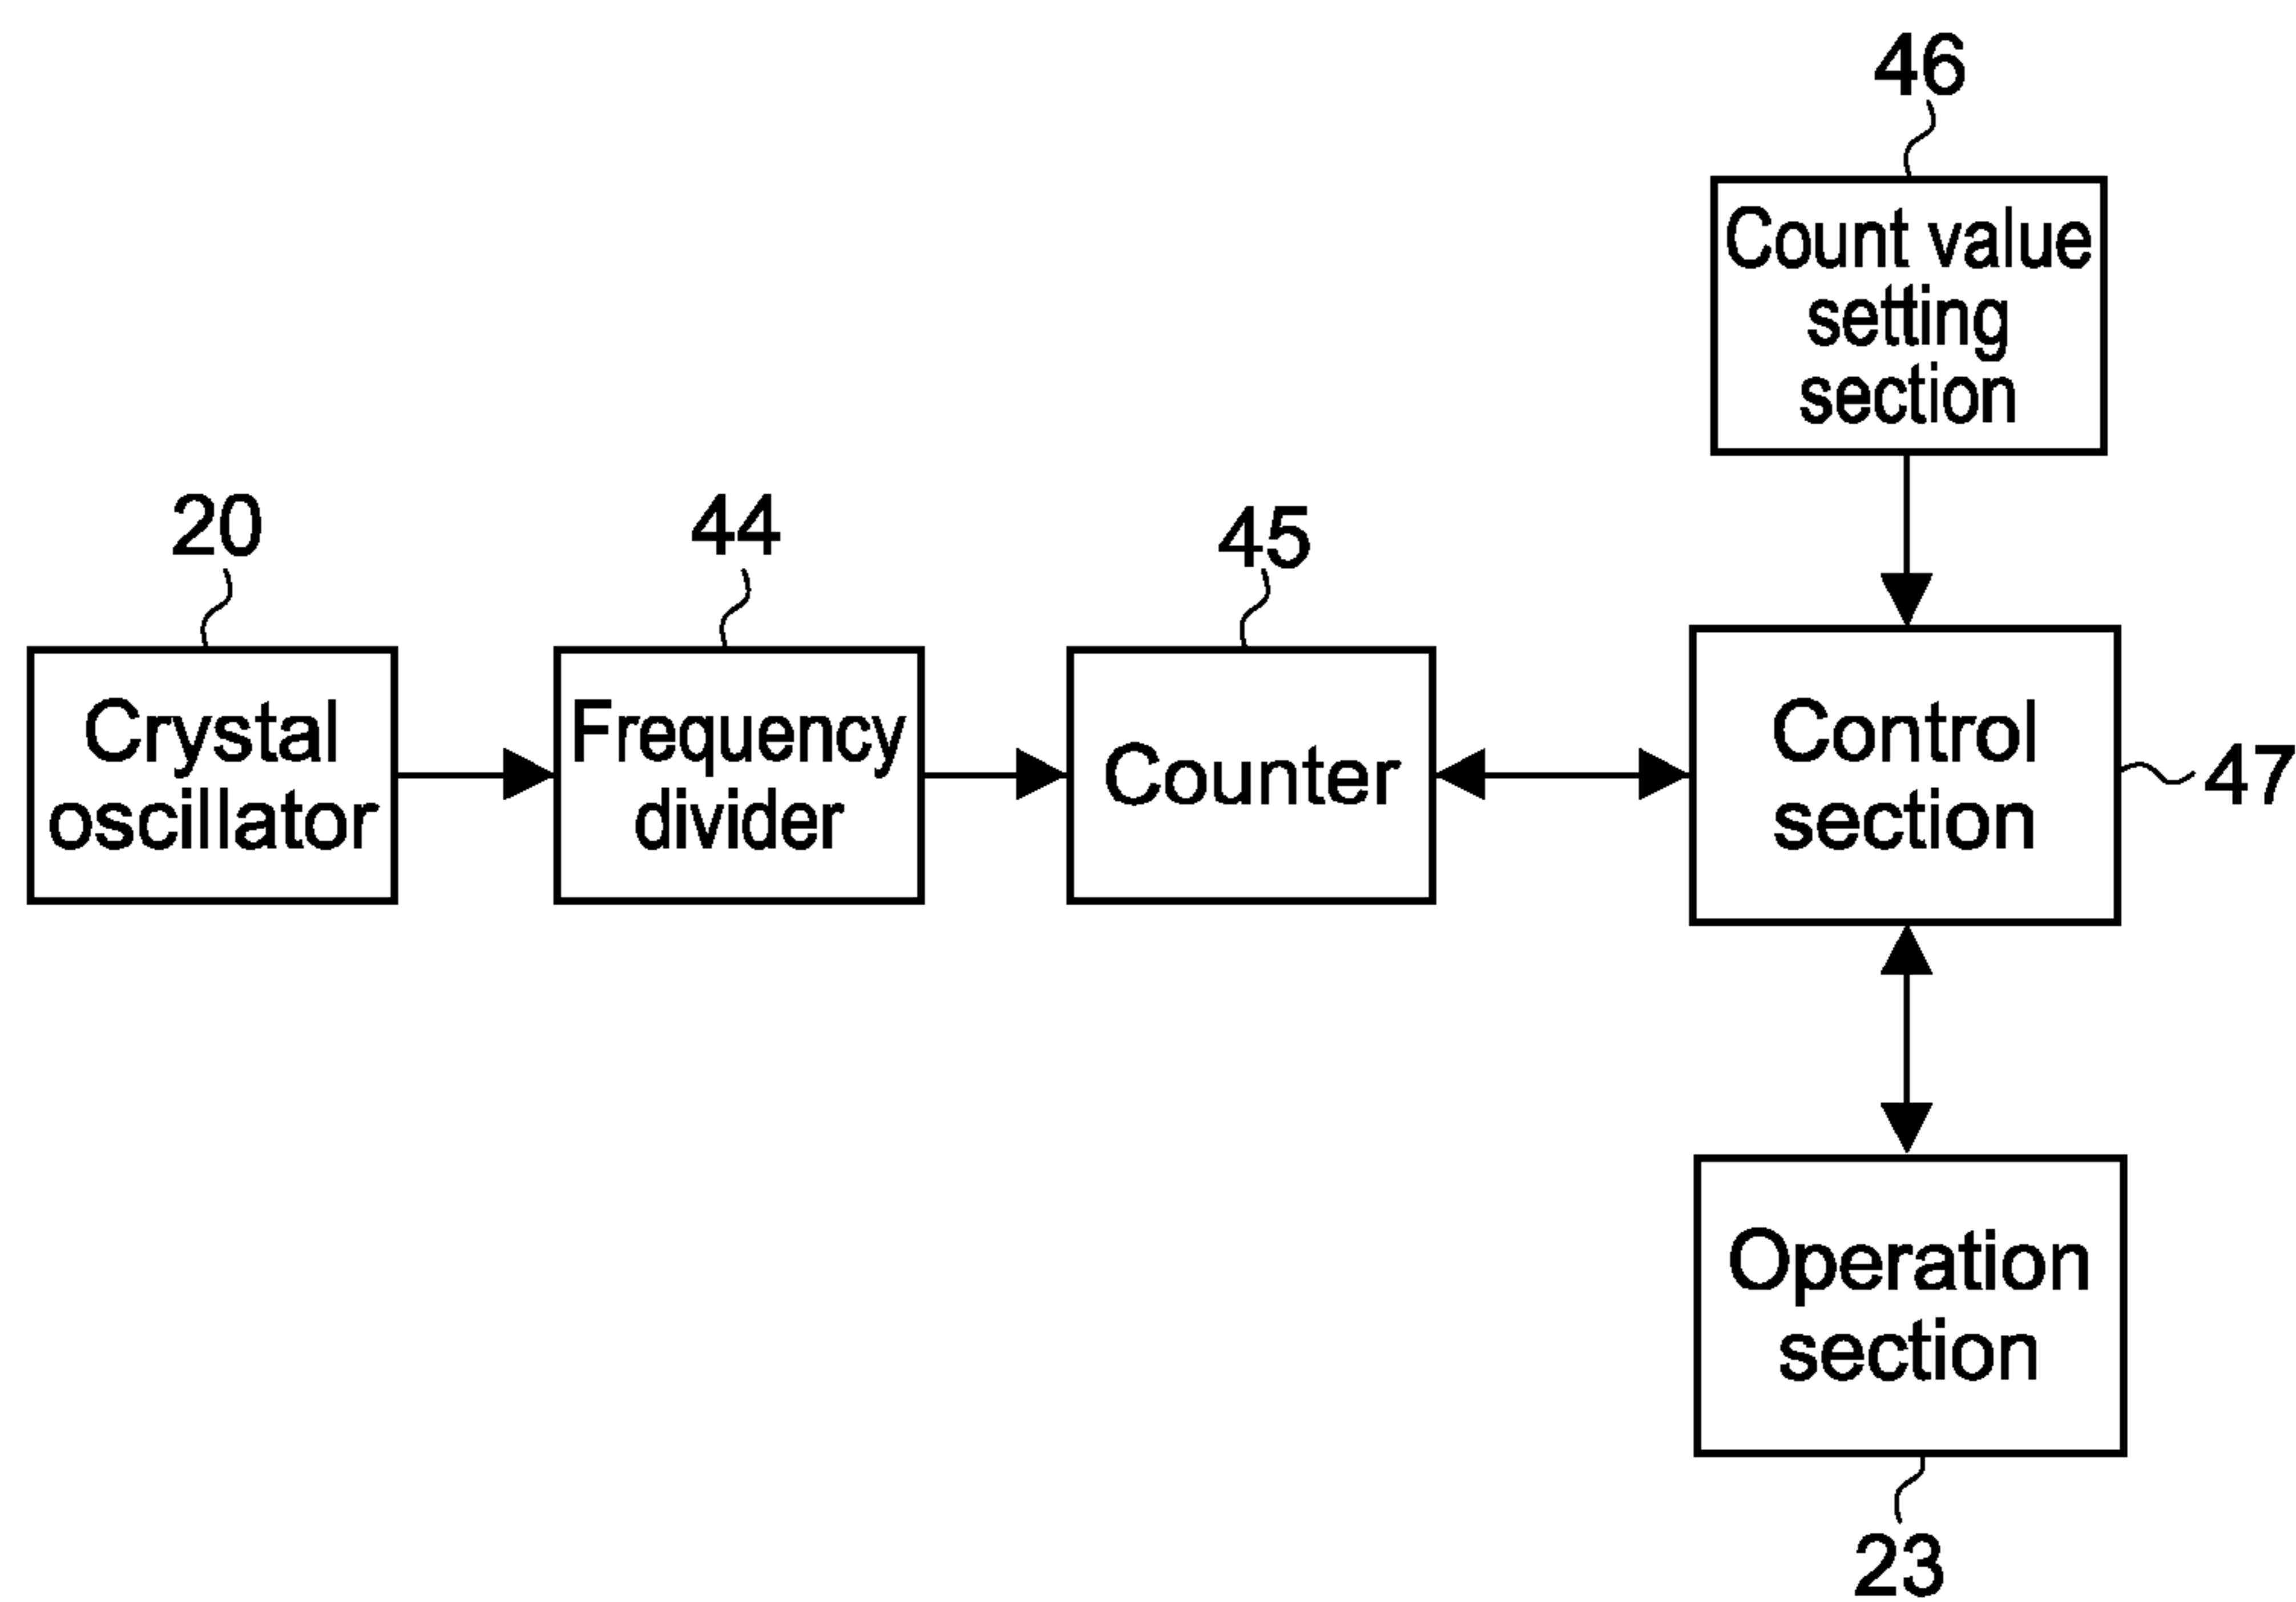 46
Count value
setting
section
20
44
45
Crystal
oscillator
Frequency
divider
Counter
Control
section
47
Operation
section
23